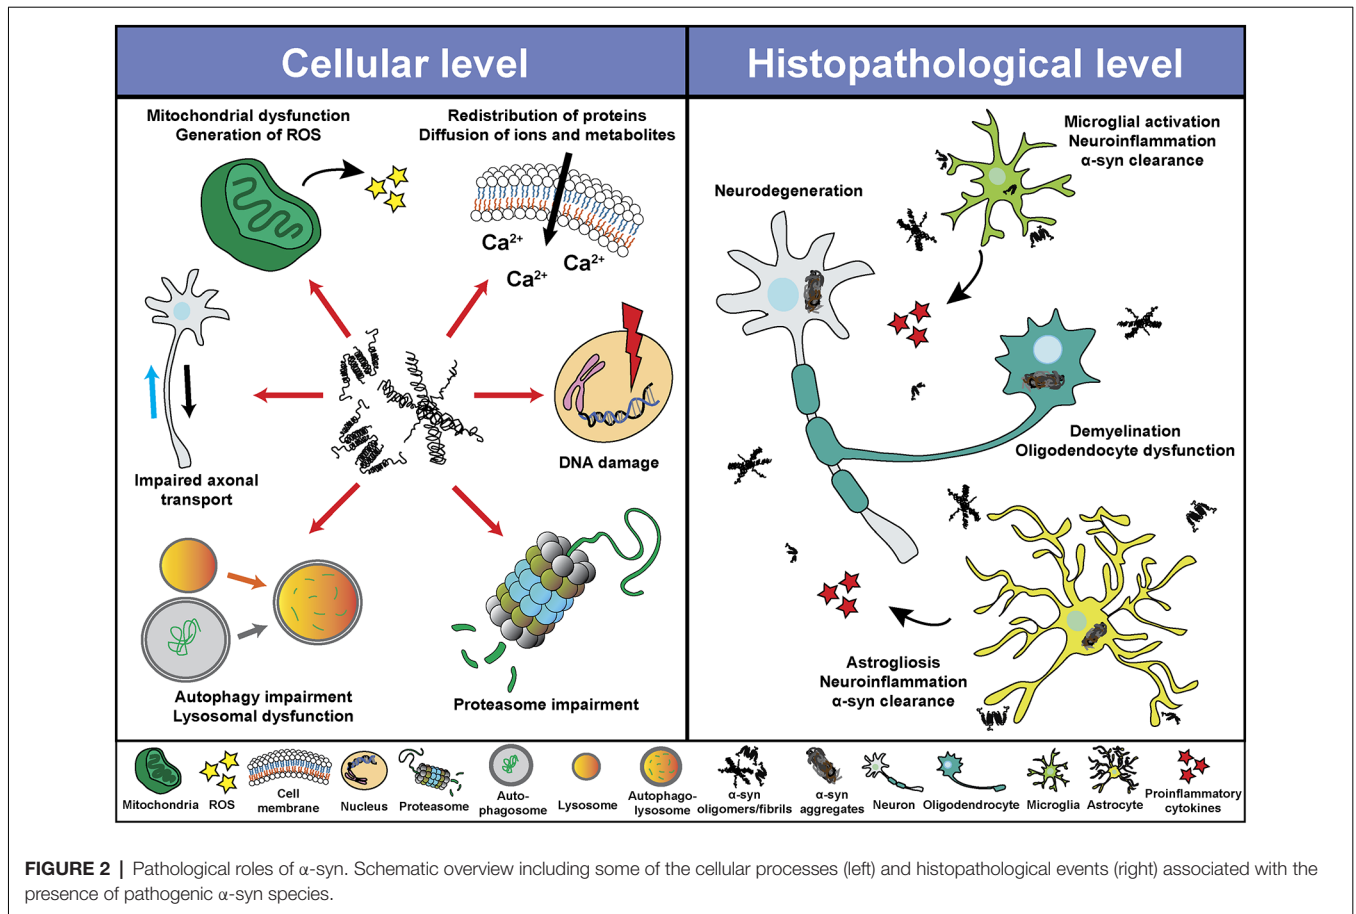 Cellular level
Histopathological level
Mitochondrial dysfunction
Generation of ROS
Redistribution of proteins
Diffusion of ions and metabolites
Ca²⁺
Ca²⁺
Ca²⁺
Impaired axonal
transport
DNA damage
Autophagy impairment
Lysosomal dysfunction
Proteasome impairment
Microglial activation
Neuroinflammation
α-syn clearance
Neurodegeneration
Demyelination
Oligodendocyte dysfunction
Astrogliosis
Neuroinflammation
α-syn clearance
Mitochondria
ROS
Cell
membrane
Nucleus
Proteasome
Auto-
phagosome
Lysosome
Autophago-
lysosome
α-syn
oligomers/fibrils
α-syn
aggregates
Neuron
Oligodendrocyte
Microglia
Astrocyte
Proinflammatory
cytokines
FIGURE 2 | Pathological roles of α-syn. Schematic overview including some of the cellular processes (left) and histopathological events (right) associated with the
presence of pathogenic α-syn species.